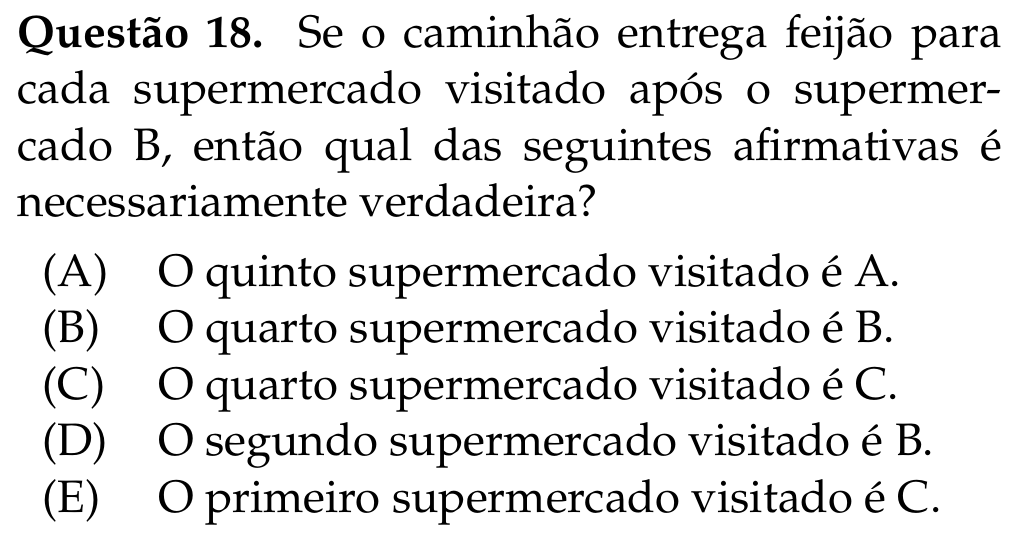 Questão 18. Se o caminhão entrega feijão para
cada supermercado visitado após o supermer-
cado B, então qual das seguintes afirmativas é
necessariamente verdadeira?
(A) O quinto supermercado visitado é A.
(B) O quarto supermercado visitado é B.
(C) O quarto supermercado visitado é C.
(D) O segundo supermercado visitado é B.
(E) O primeiro supermercado visitado é C.